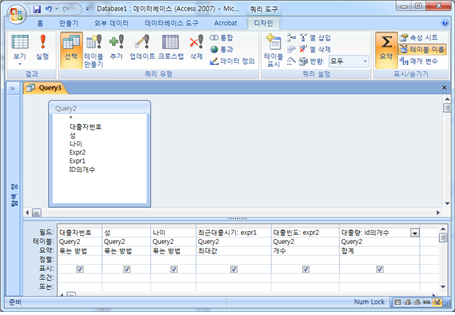 Database1 : 데이터베이스 (Access 2007) - Mic... 쿼리 도구
홈 만들기 외부 데이터 데이터베이스 도구 Acrobat 디자인
보기 실행 선택 테이블 만들기 추가 업데이트 크로스탭 삭제 통합 통과 데이터 정의 테이블 표시 열 삽입 열 삭제 반환: 모두 요약 속성 시트 테이블 이름 매개 변수
결과 쿼리 유형 쿼리 설정 표시/숨기기
Query3
탐색 창
Query2
*
대출자번호
성
나이
Expr2
Expr1
ID의개수
필드: 대출자번호 성 나이 최근대출시기: expr1 대출빈도: expr2 대출량: id의개수
테이블: Query2 Query2 Query2 Query2 Query2 Query2
요약: 묶는 방법 묶는 방법 묶는 방법 최대값 개수 합계
정렬:
표시:
조건:
또는:
준비 Num Lock SQL